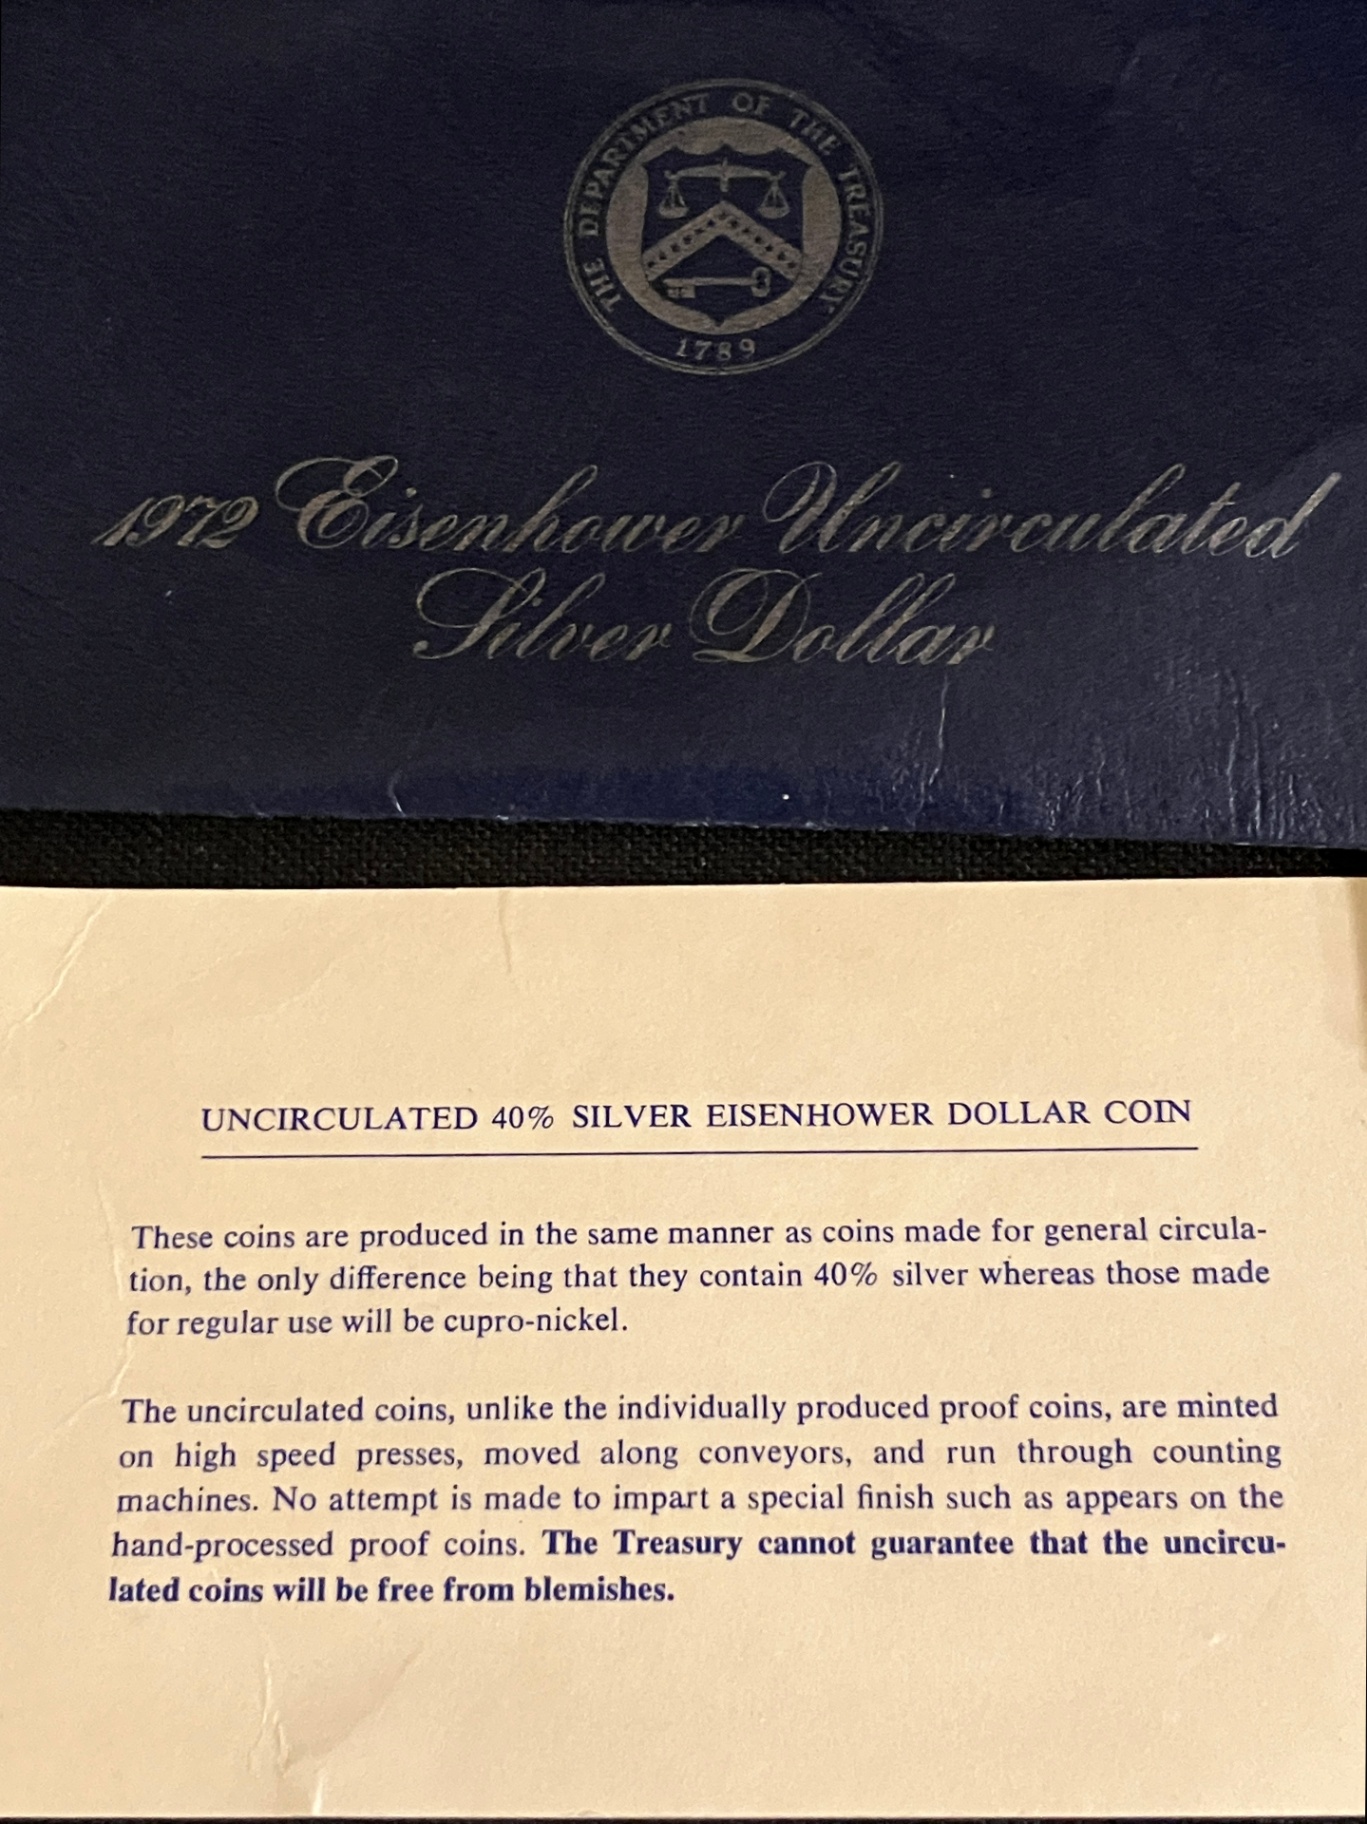 THE DEPARTMENT OF THE TREASURY
1789
1972 Eisenhower Uncirculated
Silver Dollar
UNCIRCULATED 40% SILVER EISENHOWER DOLLAR COIN
These coins are produced in the same manner as coins made for general circula-
tion, the only difference being that they contain 40% silver whereas those made
for regular use will be cupro-nickel.
The uncirculated coins, unlike the individually produced proof coins, are minted
on high speed presses, moved along conveyors, and run through counting
machines. No attempt is made to impart a special finish such as appears on the
hand-processed proof coins. The Treasury cannot guarantee that the uncircu-
lated coins will be free from blemishes.